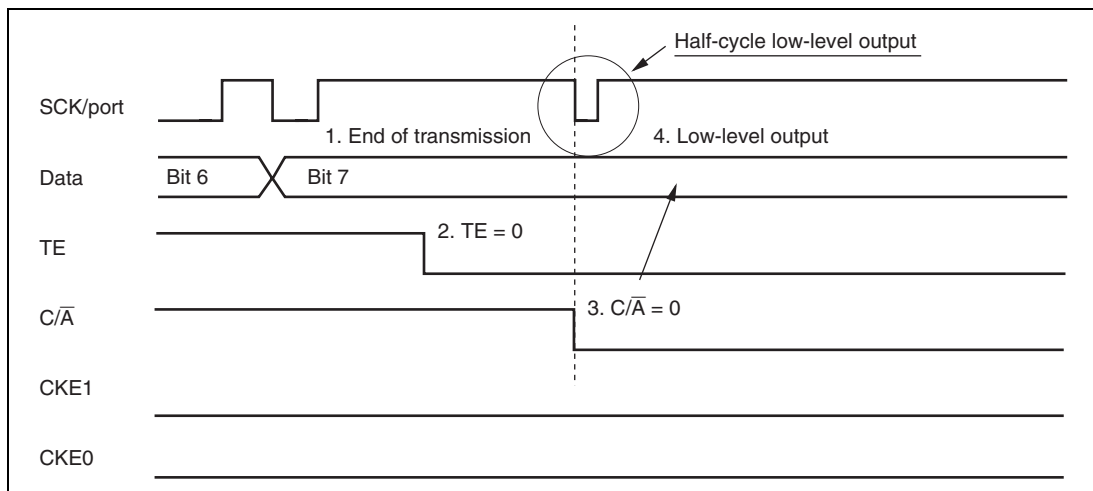 Half-cycle low-level output
SCK/port
1. End of transmission
4. Low-level output
Data
Bit 6
Bit 7
TE
2. TE = 0
C/A̅
3. C/A̅ = 0
CKE1
CKE0